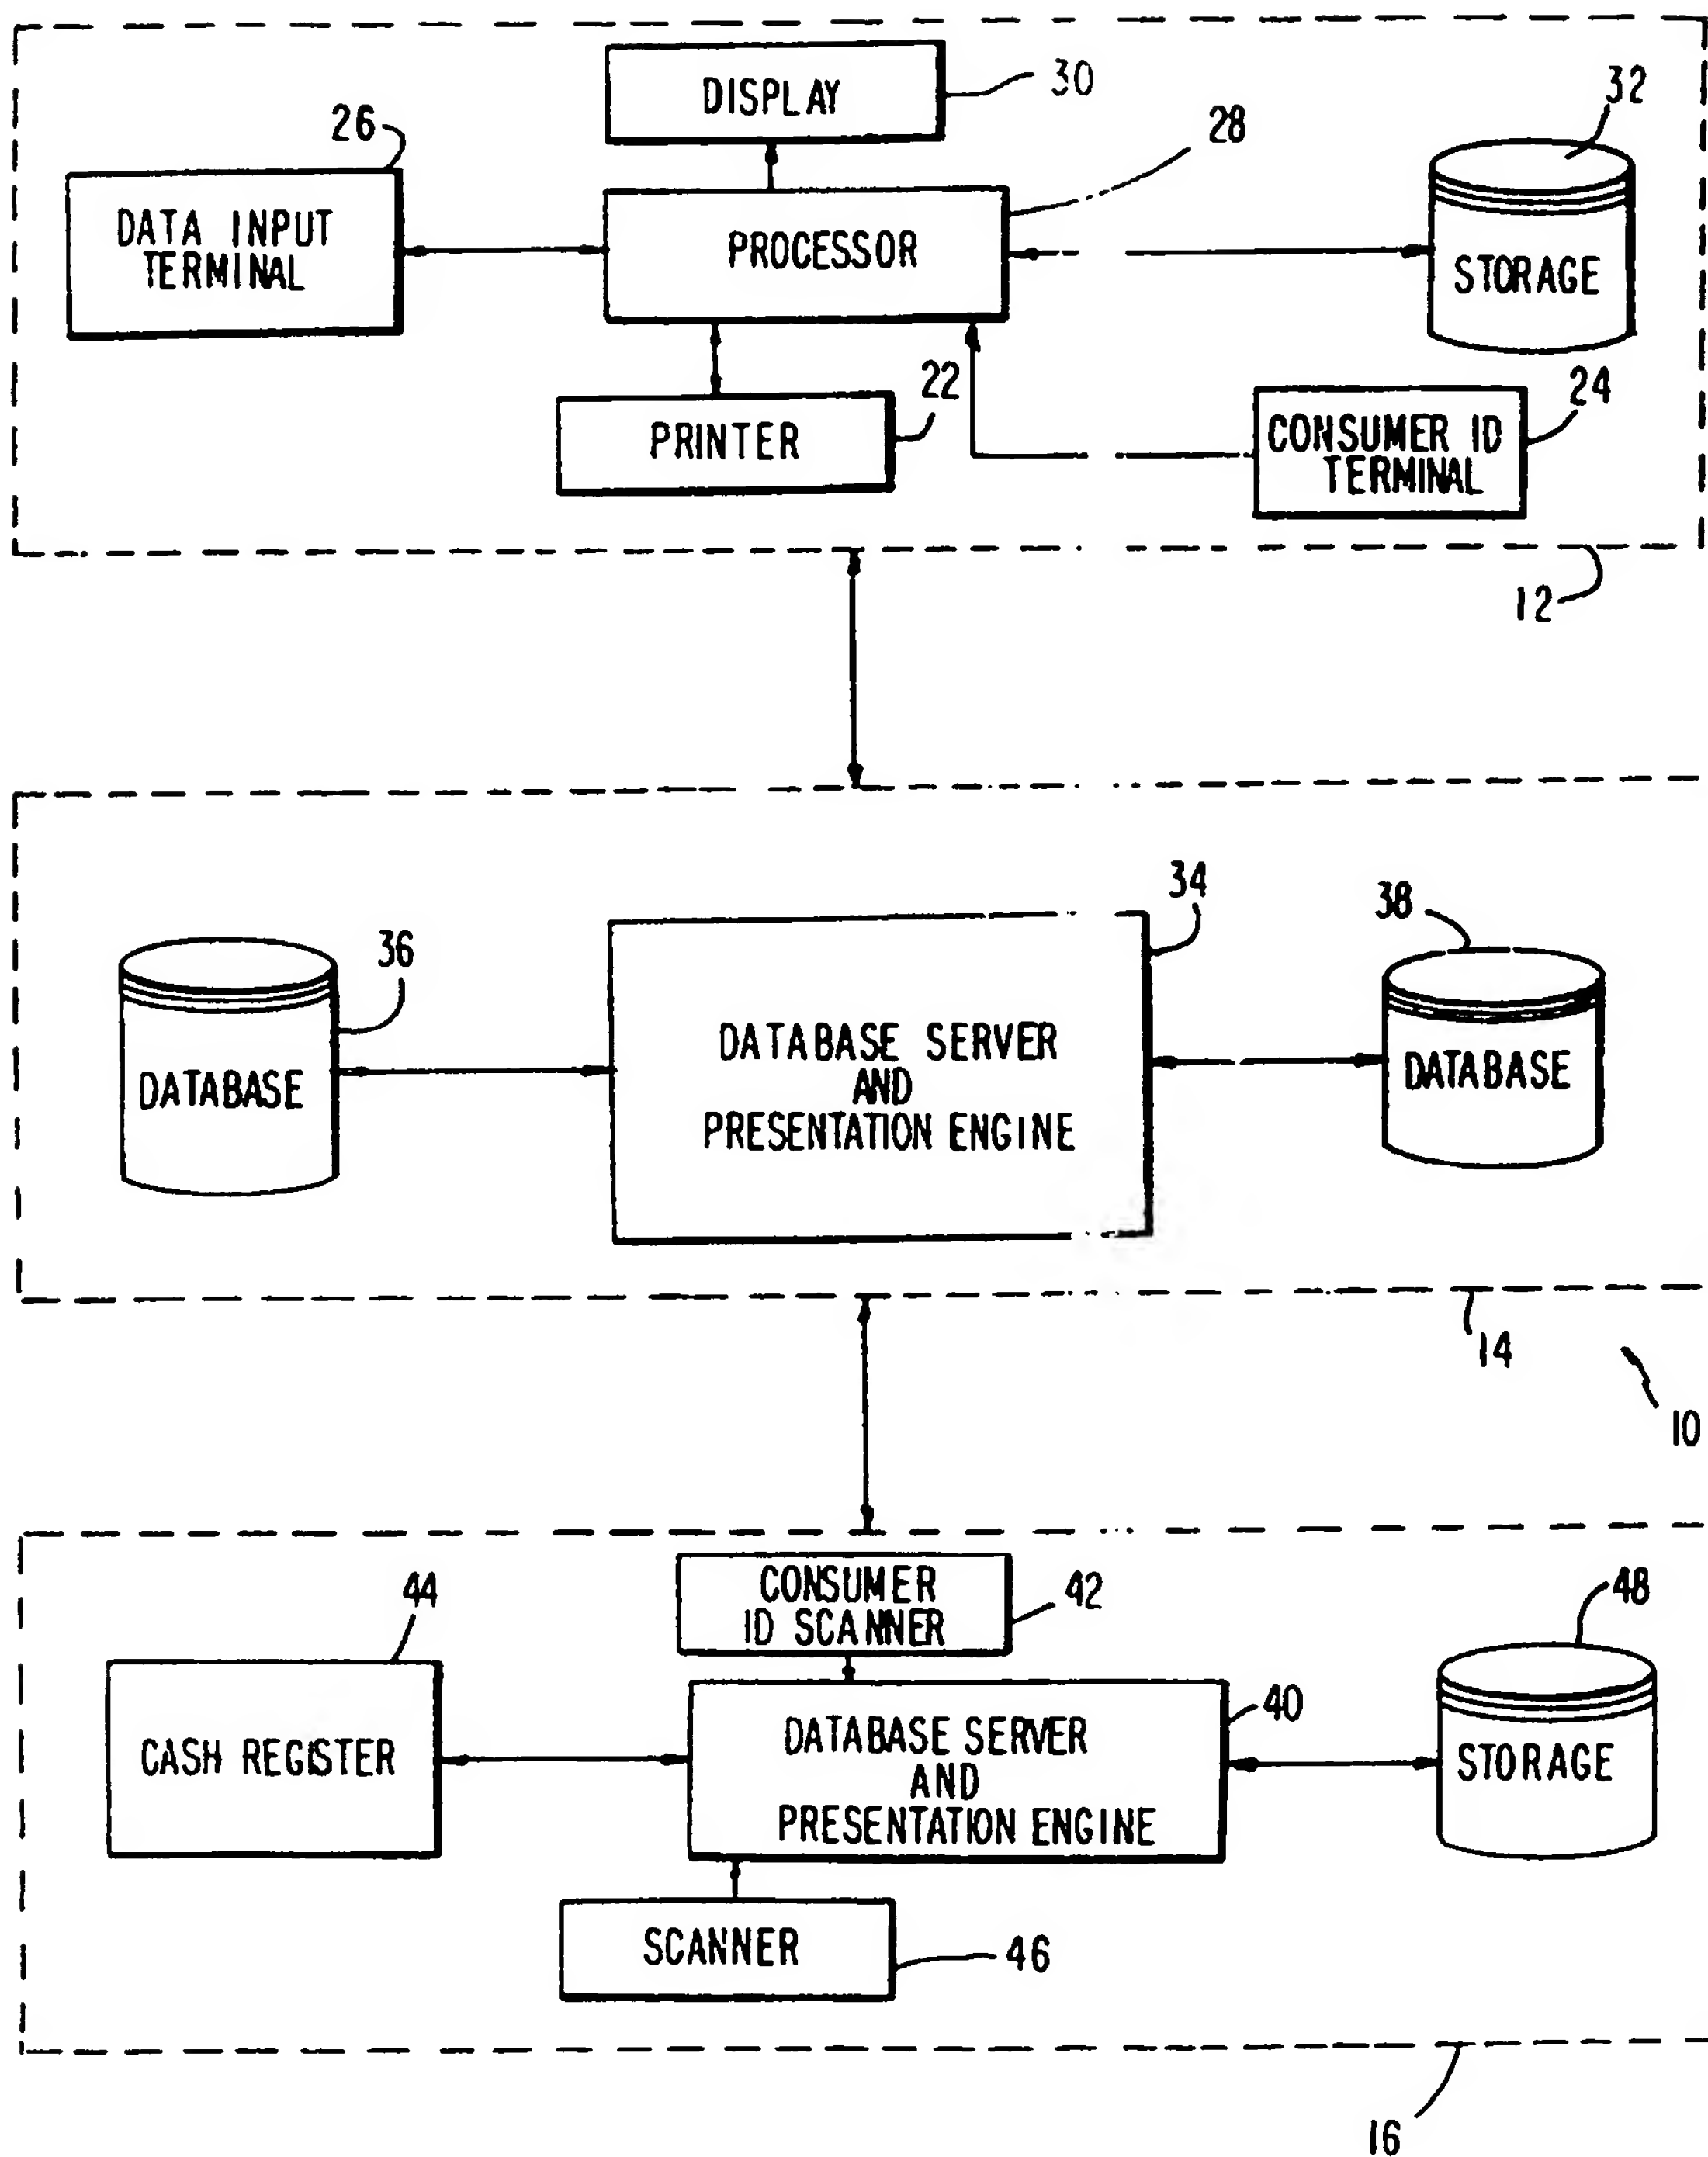 DISPLAY
30
32
26
28
DATA INPUT
TERMINAL
PROCESSOR
STORAGE
22
24
PRINTER
CONSUMER ID
TERMINAL
12
34
38
36
DATABASE
DATABASE SERVER
AND
PRESENTATION ENGINE
DATABASE
14
10
44
CONSUMER
ID SCANNER
42
48
40
CASH REGISTER
DATABASE SERVER
AND
PRESENTATION ENGINE
STORAGE
SCANNER
46
16